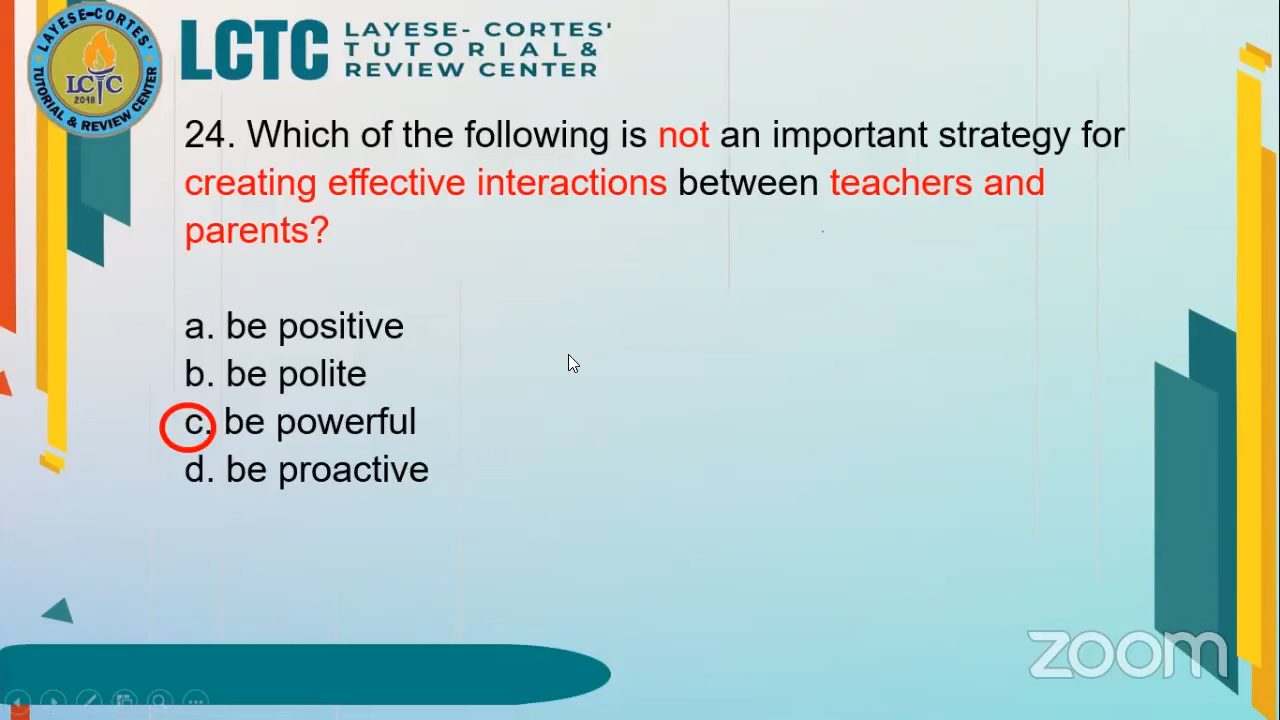 LAYESE-CORTES'
LCTC
2018
TUTORIAL & REVIEW CENTER
LCTC
LAYESE- CORTES'
TUTORIAL &
REVIEW CENTER
24. Which of the following is not an important strategy for
creating effective interactions between teachers and
parents?
a. be positive
b. be polite
c. be powerful
d. be proactive
zoom